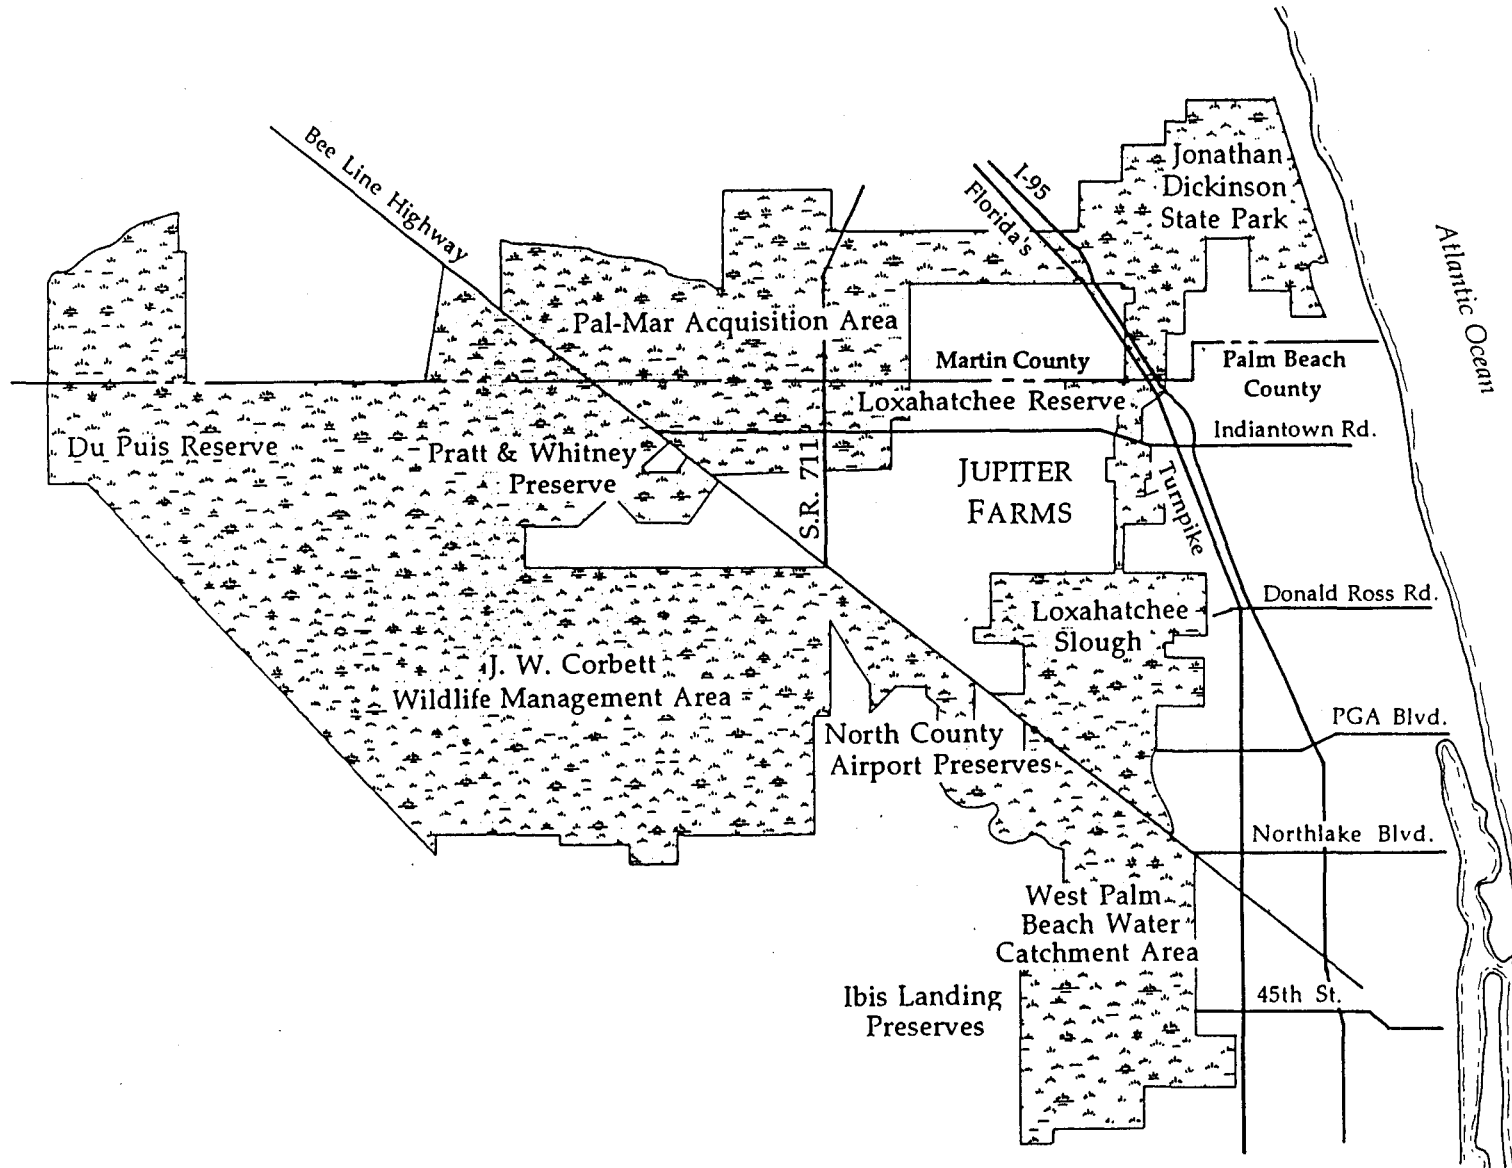 Bee Line Highway
I-95
Florida's
Jonathan
Dickinson
State Park
Atlantic Ocean
Pal-Mar Acquisition Area
Martin County
Palm Beach
County
Loxahatchee Reserve
Indiantown Rd.
Du Puis Reserve
Pratt & Whitney
Preserve
S.R. 711
JUPITER
FARMS
Turnpike
Donald Ross Rd.
Loxahatchee
Slough
J. W. Corbett
Wildlife Management Area
North County
Airport Preserves
PGA Blvd.
Northlake Blvd.
West Palm
Beach Water
Catchment Area
Ibis Landing
Preserves
45th St.